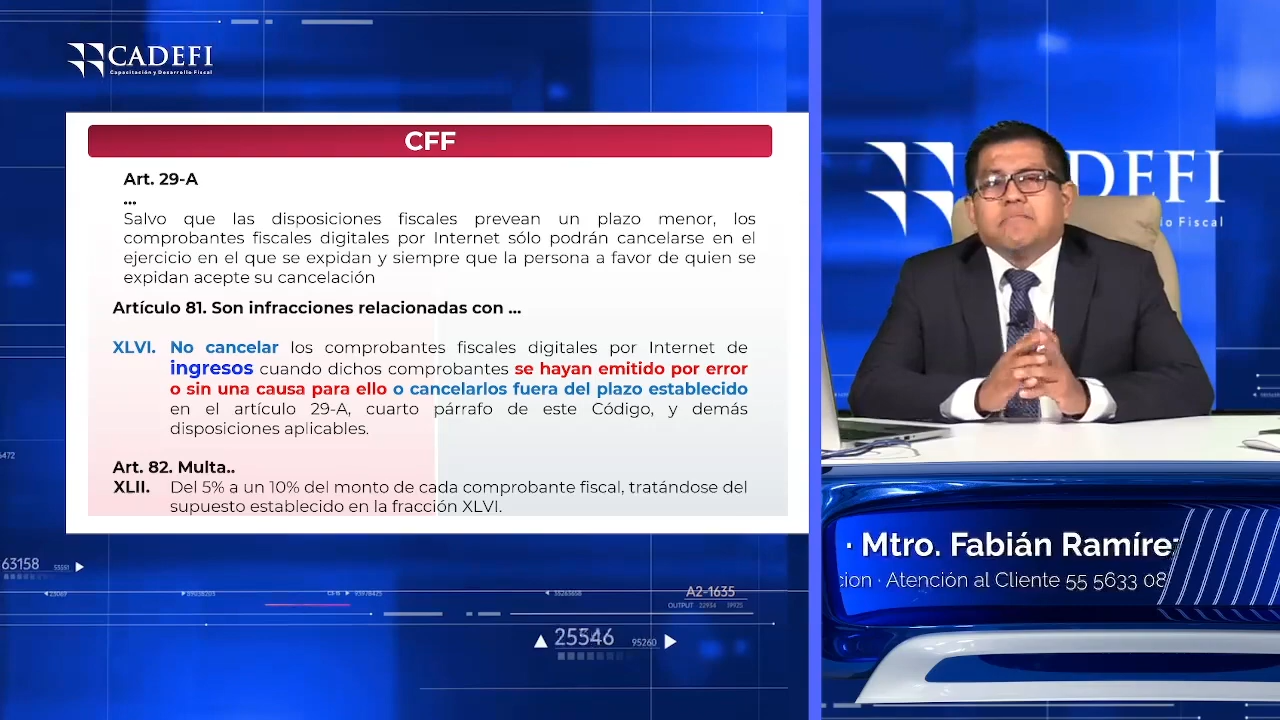 CADEFI
Capacitación y Desarrollo Fiscal
CFF
Art. 29-A
...
Salvo que las disposiciones fiscales prevean un plazo menor, los
comprobantes fiscales digitales por Internet sólo podrán cancelarse en el
ejercicio en el que se expidan y siempre que la persona a favor de quien se
expidan acepte su cancelación
Artículo 81. Son infracciones relacionadas con ...
XLVI. No cancelar los comprobantes fiscales digitales por Internet de
ingresos cuando dichos comprobantes se hayan emitido por error
o sin una causa para ello o cancelarlos fuera del plazo establecido
en el artículo 29-A, cuarto párrafo de este Código, y demás
disposiciones aplicables.
Art. 82. Multa..
XLII. Del 5% a un 10% del monto de cada comprobante fiscal, tratándose del
supuesto establecido en la fracción XLVI.
63158
A2-1635
OUTPUT
25546 95260
DEFI
lo Fiscal
· Mtro. Fabián Ramíre
cion · Atención al Cliente 55 5633 08